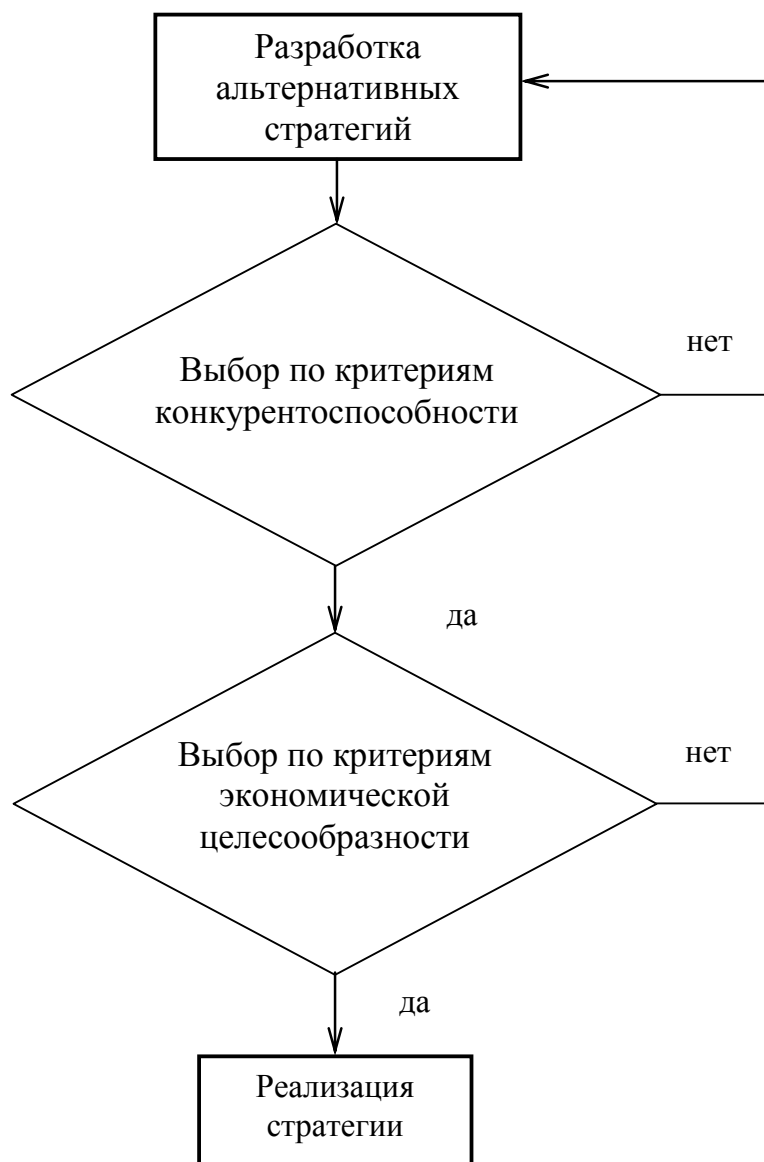 Разработка
альтернативных
стратегий
нет
Выбор по критериям
конкурентоспособности
да
Выбор по критериям
нет
экономической
целесообразности
да
Реализация
стратегии